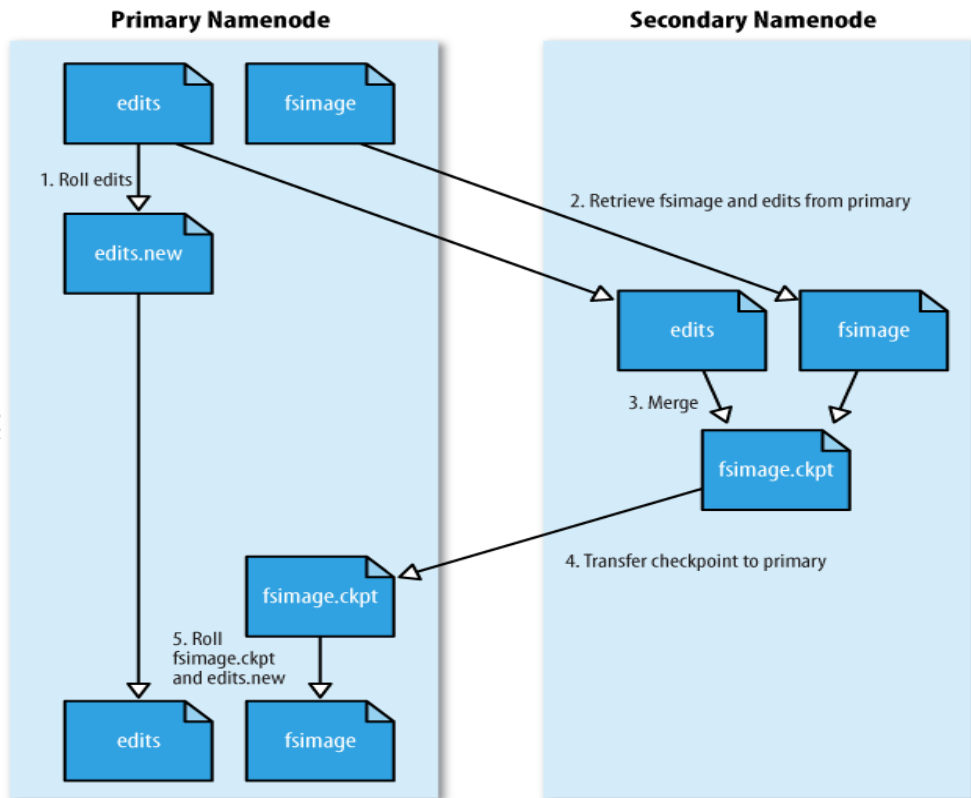 Primary Namenode
Secondary Namenode
edits
fsimage
1. Roll edits
2. Retrieve fsimage and edits from primary
edits.new
edits
fsimage
3. Merge
fsimage.ckpt
4. Transfer checkpoint to primary
fsimage.ckpt
5. Roll
fsimage.ckpt
and edits.new
edits
fsimage